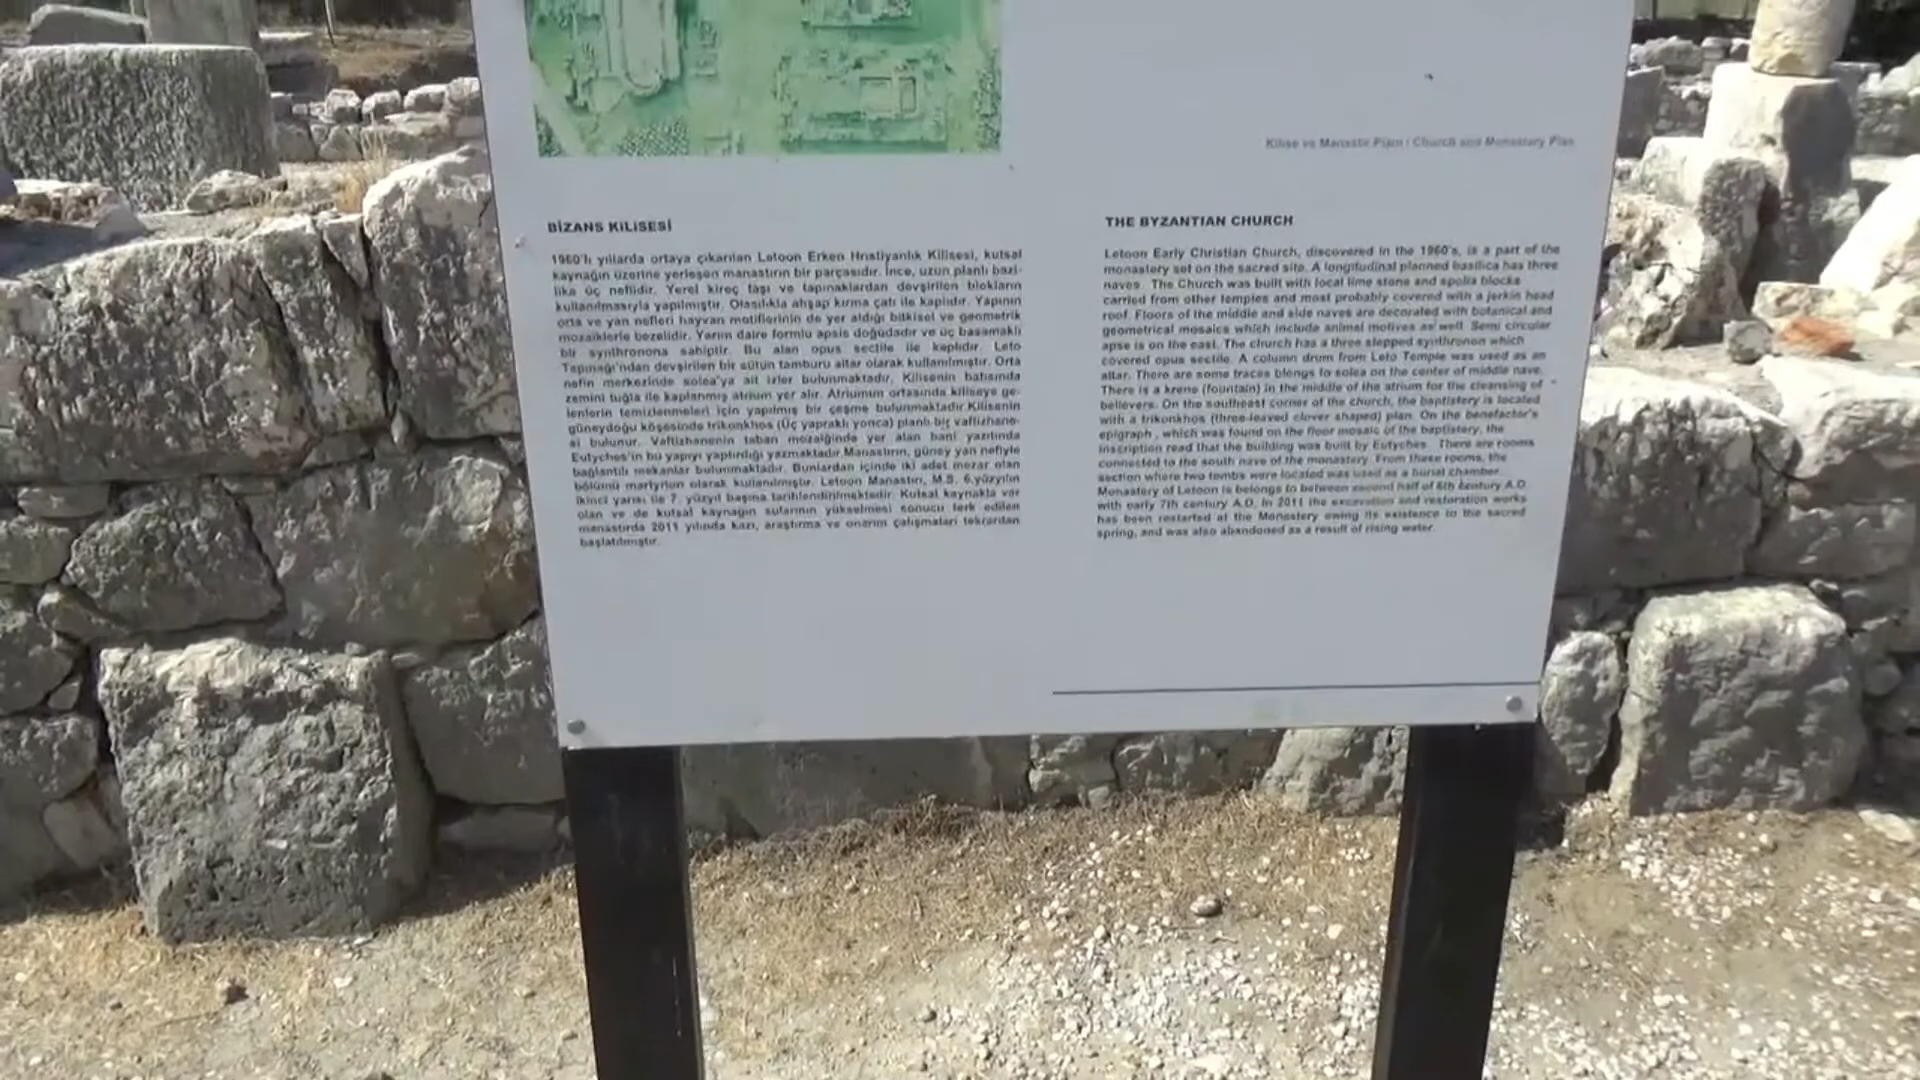 Kilise ve Manastır Planı / Church and Monastery Plan
BİZANS KİLİSESİ
1960'lı yıllarda ortaya çıkarılan Letoon Erken Hristiyanlık Kilisesi, kutsal
kaynağın üzerine yerleşen manastırın bir parçasıdır. İnce, uzun planlı bazi-
lika üç neflidir. Yerel kireç taşı ve tapınaklardan devşirilen blokların
kullanılmasıyla yapılmıştır. Olasılıkla ahşap kırma çatı ile kaplıdır. Yapının
orta ve yan nefleri hayvan motiflerinin de yer aldığı bitkisel ve geometrik
mozaiklerle bezelidir. Yarım daire formlu apsis doğudadır ve üç basamaklı
bir synthronona sahiptir. Bu alan opus sectile ile kaplıdır. Leto
Tapınağı'ndan devşirilen bir sütun tamburu altar olarak kullanılmıştır. Orta
nefin merkezinde solea'ya ait izler bulunmaktadır. Kilisenin batısında
zemini tuğla ile kaplanmış atrium yer alır. Atriumun ortasında kiliseye ge-
lenlerin temizlenmeleri için yapılmış bir çeşme bulunmaktadır.Kilisenin
güneydoğu köşesinde trikonkhos (Üç yapraklı yonca) planlı bir vaftizhane-
si bulunur. Vaftizhanenin taban mozaiğinde yer alan bani yazıtında
Eutyches'in bu yapıyı yaptırdığı yazmaktadır.Manastırın, güney yan nefiyle
bağlantılı mekanlar bulunmaktadır. Bunlardan içinde iki adet mezar olan
bölümü martyrion olarak kullanılmıştır. Letoon Manastırı, M.S. 6.yüzyılın
ikinci yarısı ile 7. yüzyıl başına tarihlendirilmektedir. Kutsal kaynakla var
olan ve de kutsal kaynağın sularının yükselmesi sonucu terk edilen
manastırda 2011 yılında kazı, araştırma ve onarım çalışmaları tekrardan
başlatılmıştır.
THE BYZANTIAN CHURCH
Letoon Early Christian Church, discovered in the 1960's, is a part of the
monastery set on the sacred site. A longitudinal planned basilica has three
naves. The Church was built with local lime stone and spolia blocks
carried from other temples and most probably covered with a jerkin head
roof. Floors of the middle and side naves are decorated with botanical and
geometrical mosaics which include animal motives as well. Semi circular
apse is on the east. The church has a three stepped synthronon which
covered opus sectile. A column drum from Leto Temple was used as an
altar. There are some traces blengs to solea on the center of middle nave.
There is a krene (fountain) in the middle of the atrium for the cleansing of
believers. On the southeast corner of the church, the baptistery is located
with a trikonkhos (three-leaved clover shaped) plan. On the benefactor's
epigraph , which was found on the floor mosaic of the baptistery, the
inscription read that the building was built by Eutyches. There are rooms
connected to the south nave of the monastery. From these rooms, the
section where two tombs were located was used as a burial chamber.
Monastery of Letoon is belongs to between second half of 6th century A.D.
with early 7th century A.D. In 2011 the excavation and restoration works
has been restarted at the Monastery owing its existence to the sacred
spring, and was also abandoned as a result of rising water.